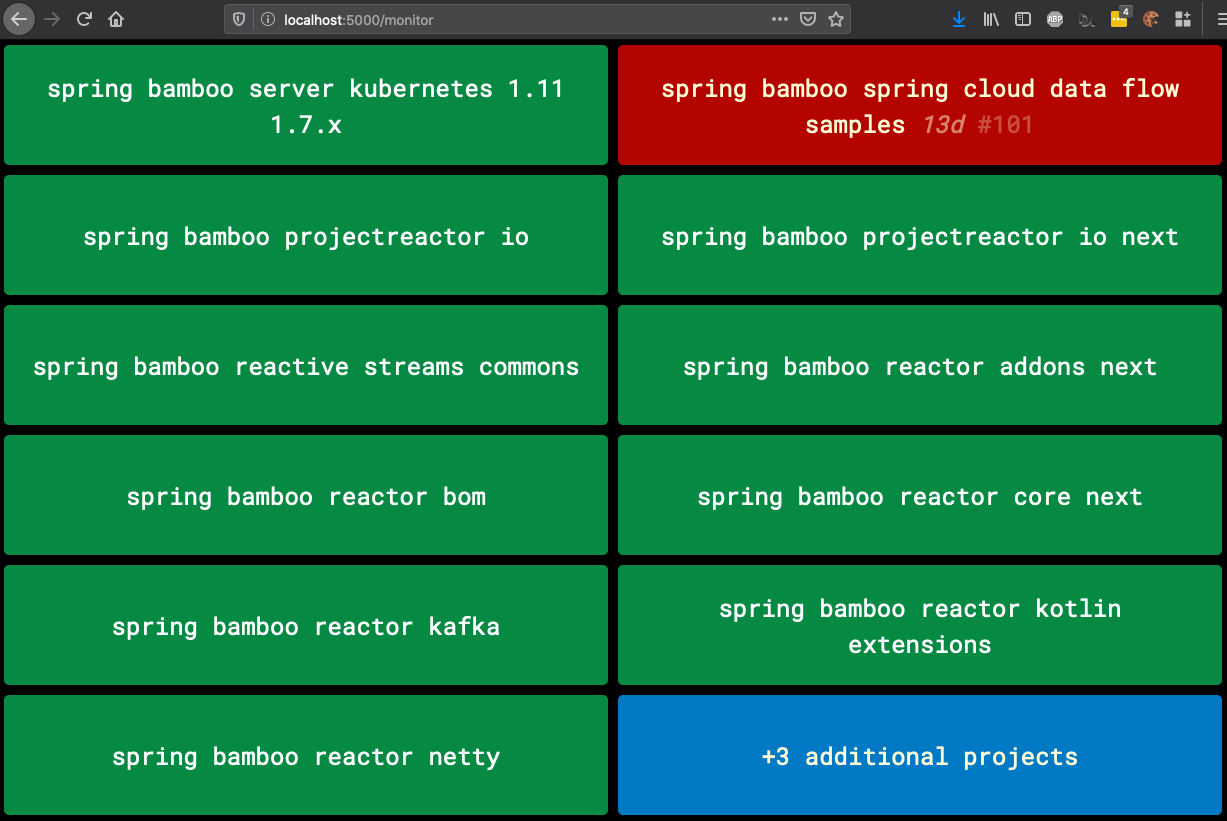 localhost:5000/monitor
ABP
4
spring bamboo server kubernetes 1.11
1.7.x
spring bamboo spring cloud data flow
samples 13d #101
spring bamboo projectreactor io
spring bamboo projectreactor io next
spring bamboo reactive streams commons
spring bamboo reactor addons next
spring bamboo reactor bom
spring bamboo reactor core next
spring bamboo reactor kafka
spring bamboo reactor kotlin
extensions
spring bamboo reactor netty
+3 additional projects